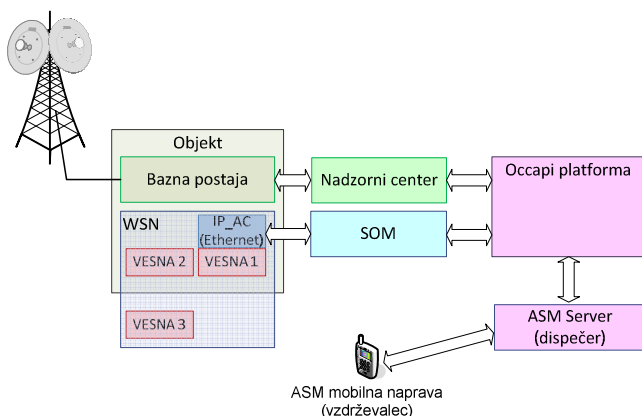 Objekt
Bazna postaja
Nadzorni center
Occapi platforma
WSN
IP_AC
(Ethernet)
SOM
VESNA 2
VESNA 1
VESNA 3
ASM Server
(dispečer)
ASM mobilna naprava
(vzdrževalec)